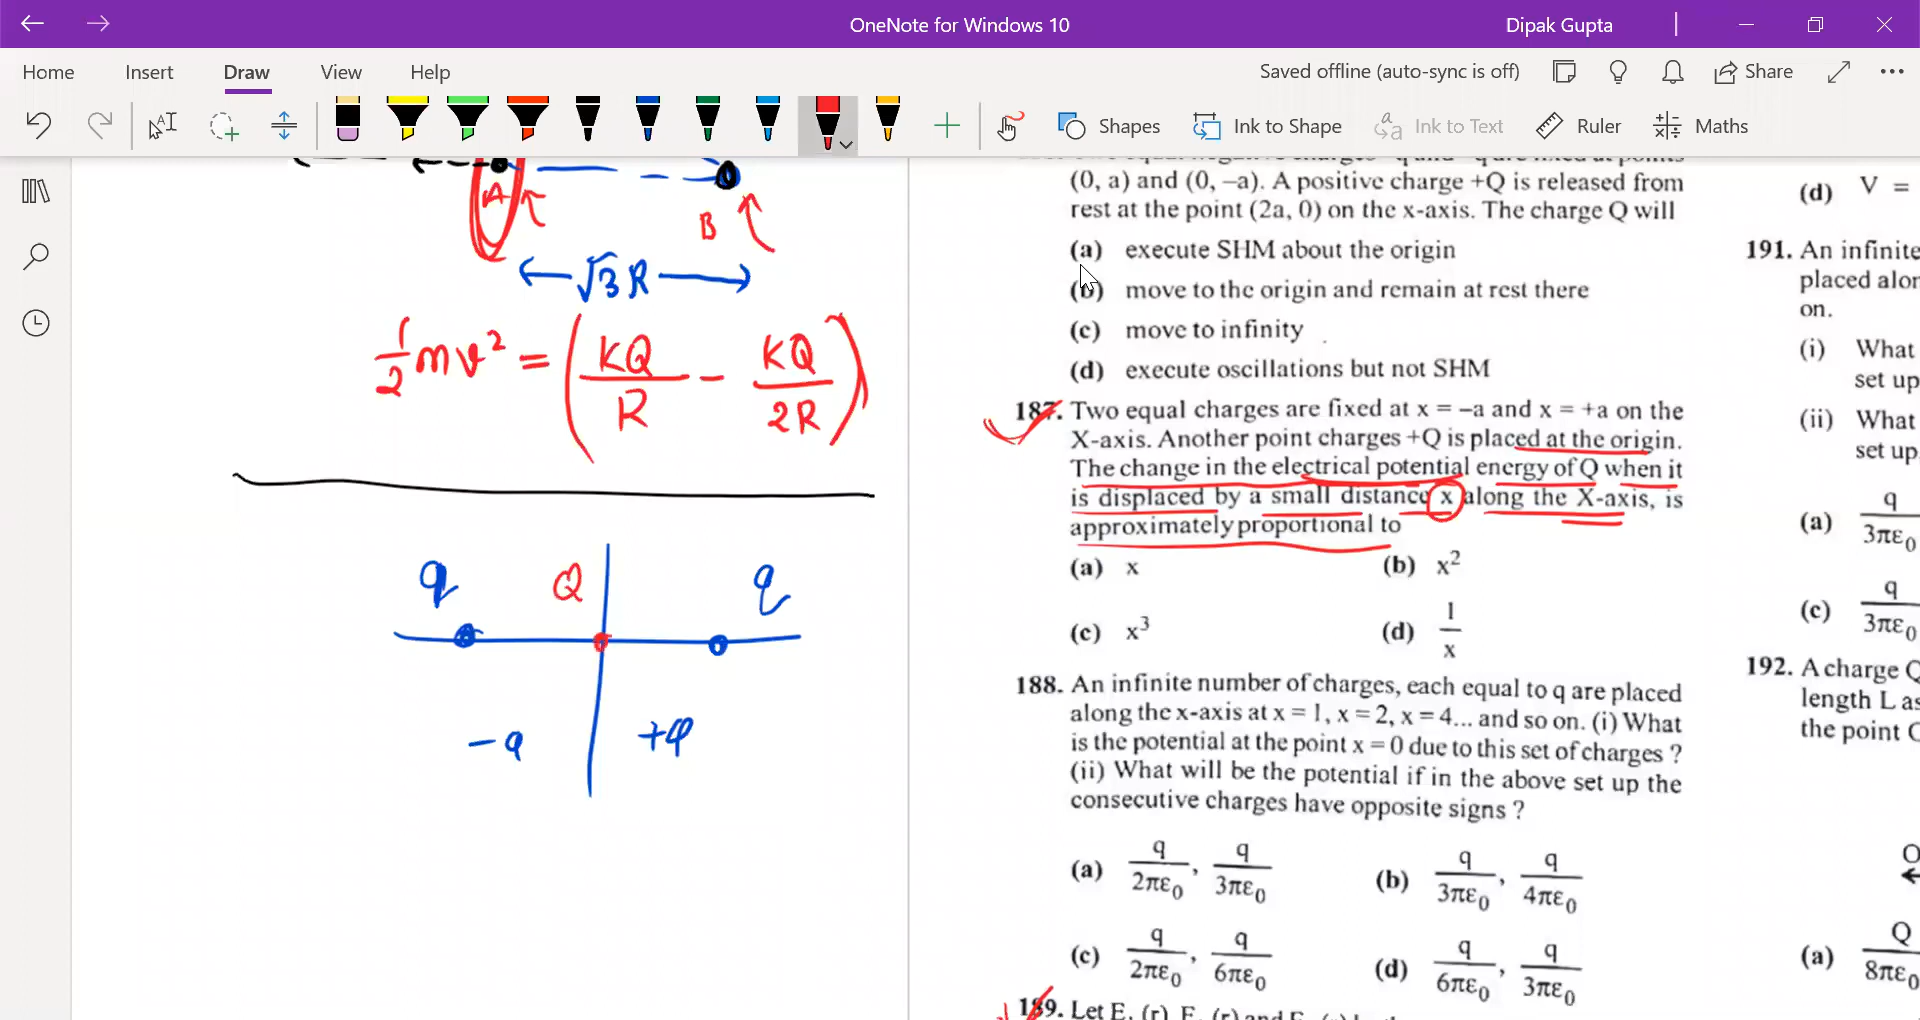 OneNote for Windows 10
Dipak Gupta
Home Insert Draw View Help
Saved offline (auto-sync is off) Share
Shapes Ink to Shape Ink to Text Ruler Maths
A B
√3 R
1/2 mv² = (KQ/R − KQ/2R)
q Q q
−a +a
(0, a) and (0, –a). A positive charge +Q is released from
rest at the point (2a, 0) on the x-axis. The charge Q will
(a) execute SHM about the origin
(b) move to the origin and remain at rest there
(c) move to infinity
(d) execute oscillations but not SHM
187. Two equal charges are fixed at x = –a and x = +a on the
X-axis. Another point charges +Q is placed at the origin.
The change in the electrical potential energy of Q when it
is displaced by a small distance x along the X-axis, is
approximately proportional to
(a) x (b) x²
(c) x³ (d) 1/x
188. An infinite number of charges, each equal to q are placed
along the x-axis at x = 1, x = 2, x = 4... and so on. (i) What
is the potential at the point x = 0 due to this set of charges ?
(ii) What will be the potential if in the above set up the
consecutive charges have opposite signs ?
(a) q/2πε₀, q/3πε₀ (b) q/3πε₀, q/4πε₀
(c) q/2πε₀, q/6πε₀ (d) q/6πε₀, q/3πε₀
189. Let E
(d) V =
191. An infinite
placed alon
on.
(i) What
set up
(ii) What
set up
(a) q/3πε₀
(c) q/3πε₀
192. A charge Q
length L as
the point
(a) Q/8πε₀